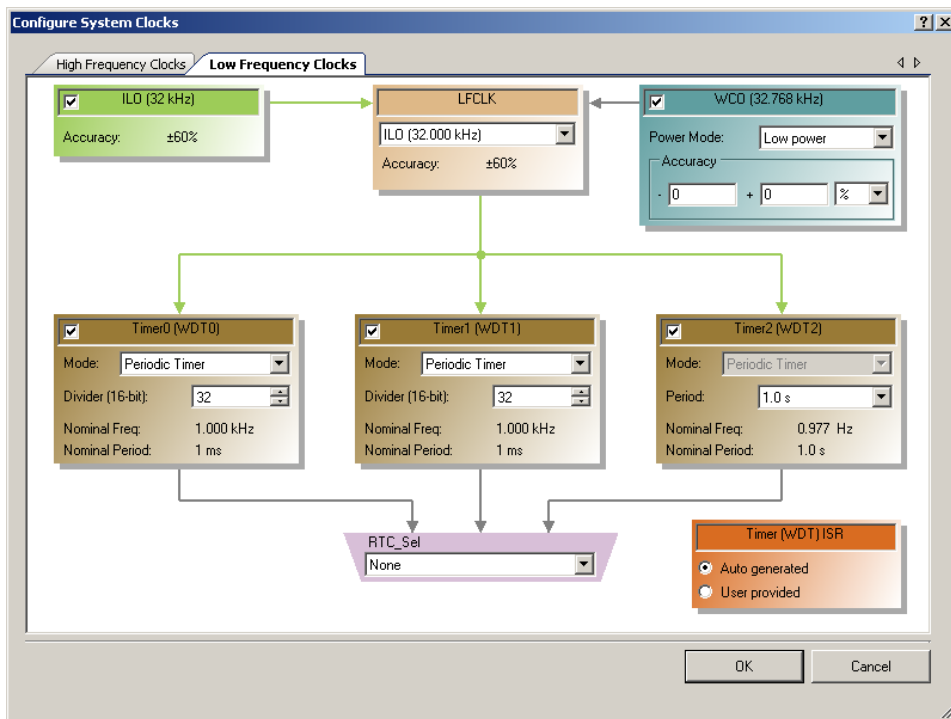 Configure System Clocks
High Frequency Clocks
Low Frequency Clocks
ILO (32 kHz)
Accuracy: ±60%
LFCLK
ILO (32.000 kHz)
Accuracy: ±60%
WCO (32.768 kHz)
Power Mode: Low power
Accuracy
- 0 + 0 %
Timer0 (WDT0)
Mode: Periodic Timer
Divider (16-bit): 32
Nominal Freq: 1.000 kHz
Nominal Period: 1 ms
Timer1 (WDT1)
Mode: Periodic Timer
Divider (16-bit): 32
Nominal Freq: 1.000 kHz
Nominal Period: 1 ms
Timer2 (WDT2)
Mode: Periodic Timer
Period: 1.0 s
Nominal Freq: 0.977 Hz
Nominal Period: 1.0 s
RTC_Sel
None
Timer (WDT) ISR
Auto generated
User provided
OK
Cancel